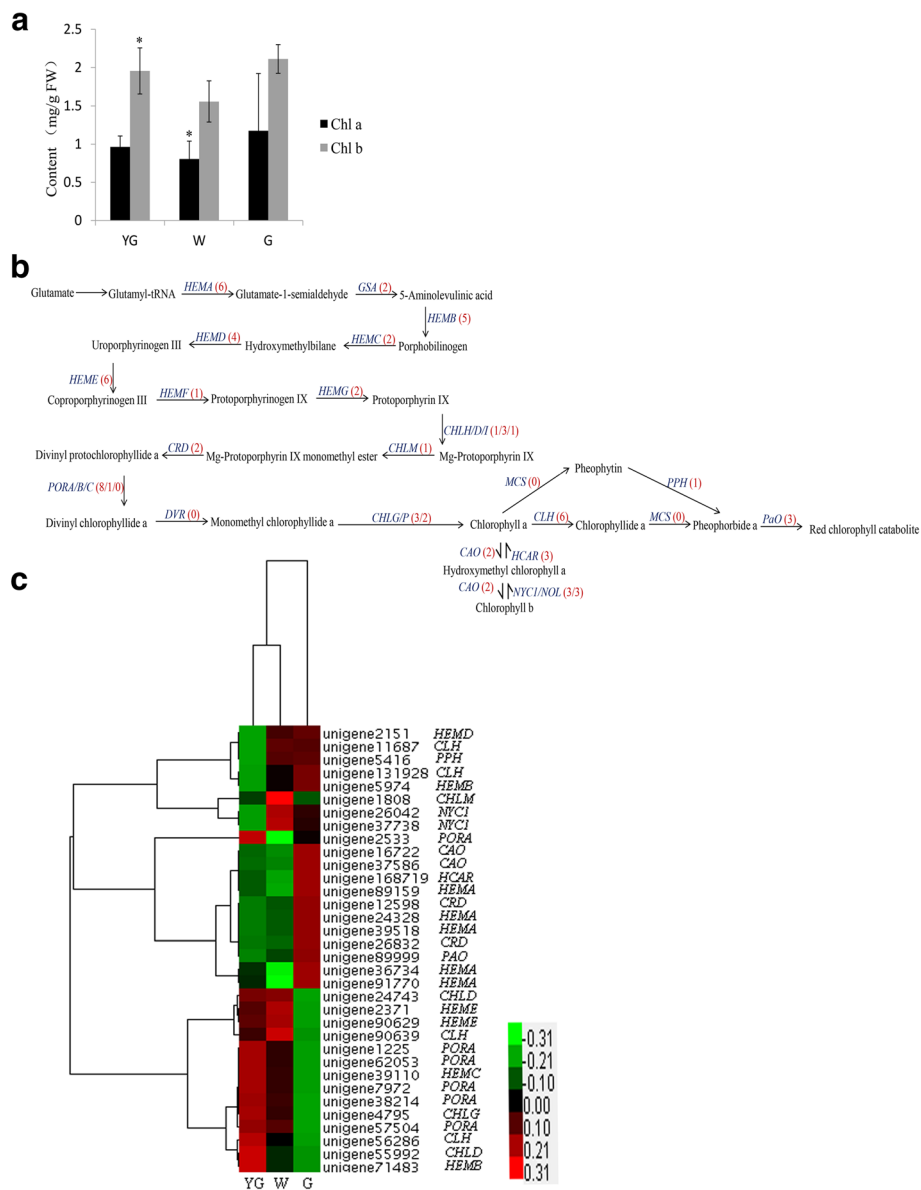 a
2.5
2
1.5
1
0.5
0
Content (mg/g FW)
*
*
YG W G
Chl a
Chl b
b
Glutamate Glutamyl-tRNA HEMA (6) Glutamate-1-semialdehyde GSA (2) 5-Aminolevulinic acid
HEMB (5)
Uroporphyrinogen III HEMD (4) Hydroxymethylbilane HEMC (2) Porphobilinogen
HEME (6)
Coproporphyrinogen III HEMF (1) Protoporphyrinogen IX HEMG (2) Protoporphyrin IX
CHLH/D/I (1/3/1)
Divinyl protochlorophyllide a CRD (2) Mg-Protoporphyrin IX monomethyl ester CHLM (1) Mg-Protoporphyrin IX
Pheophytin
PORA/B/C (8/1/0)
MCS (0) PPH (1)
Divinyl chlorophyllide a DVR (0) Monomethyl chlorophyllide a CHLG/P (3/2) Chlorophyll a CLH (6) Chlorophyllide a MCS (0) Pheophorbide a PaO (3) Red chlorophyll catabolite
CAO (2) HCAR (3)
Hydroxymethyl chlorophyll a
CAO (2) NYC1/NOL (3/3)
Chlorophyll b
c
unigene2151 HEMD
unigene11687 CLH
unigene5416 PPH
unigene131928 CLH
unigene5974 HEMB
unigene1808 CHLM
unigene26042 NYC1
unigene37738 NYC1
unigene2533 PORA
unigene16722 CAO
unigene37586 CAO
unigene168719 HCAR
unigene89159 HEMA
unigene12598 CRD
unigene24328 HEMA
unigene39518 HEMA
unigene26832 CRD
unigene89999 PAO
unigene36734 HEMA
unigene91770 HEMA
unigene24743 CHLD
unigene2371 HEME
unigene90629 HEME
unigene90639 CLH
unigene1225 PORA
unigene62053 PORA
unigene39110 HEMC
unigene7972 PORA
unigene38214 PORA
unigene4795 CHLG
unigene57504 PORA
unigene56286 CLH
unigene55992 CHLD
unigene71483 HEMB
YG W G
-0.31
-0.21
-0.10
0.00
0.10
0.21
0.31